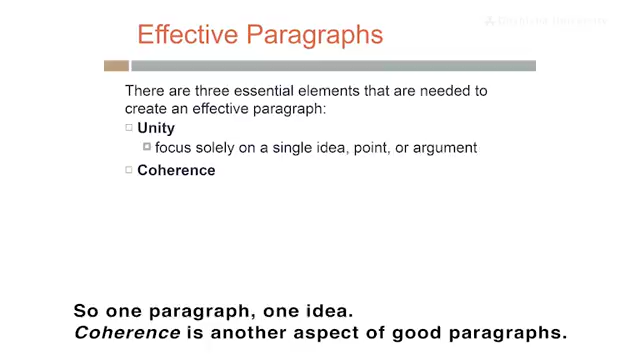 Effective Paragraphs
There are three essential elements that are needed to
create an effective paragraph:
Unity
focus solely on a single idea, point, or argument
Coherence
So one paragraph, one idea.
Coherence is another aspect of good paragraphs.